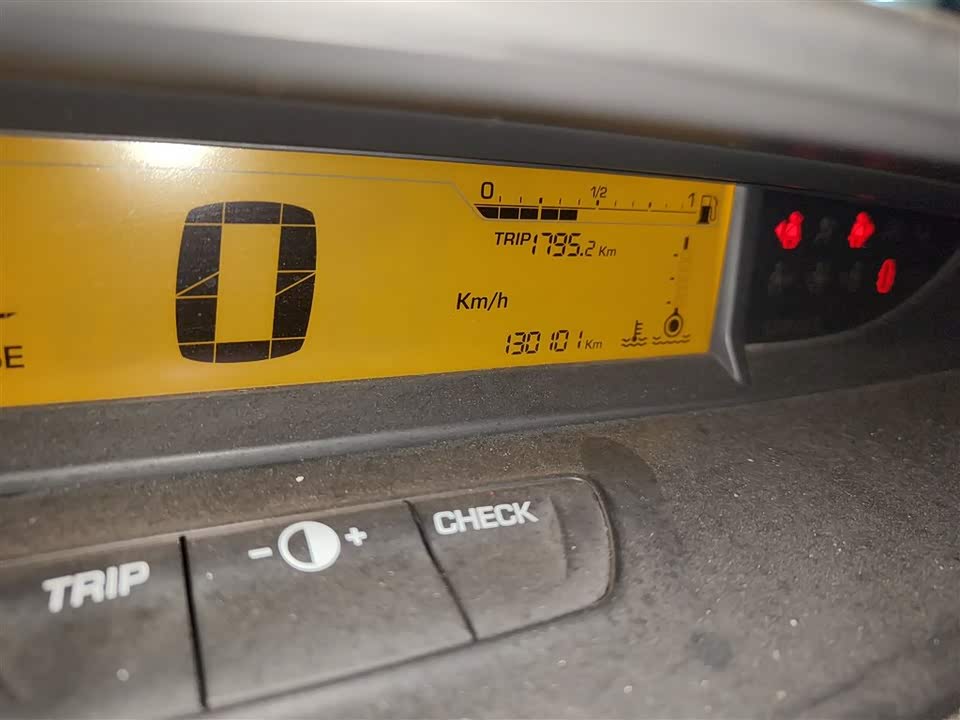 0 1/2 1
TRIP 1795.2 Km
0
Km/h
130101 Km
TRIP
- +
CHECK